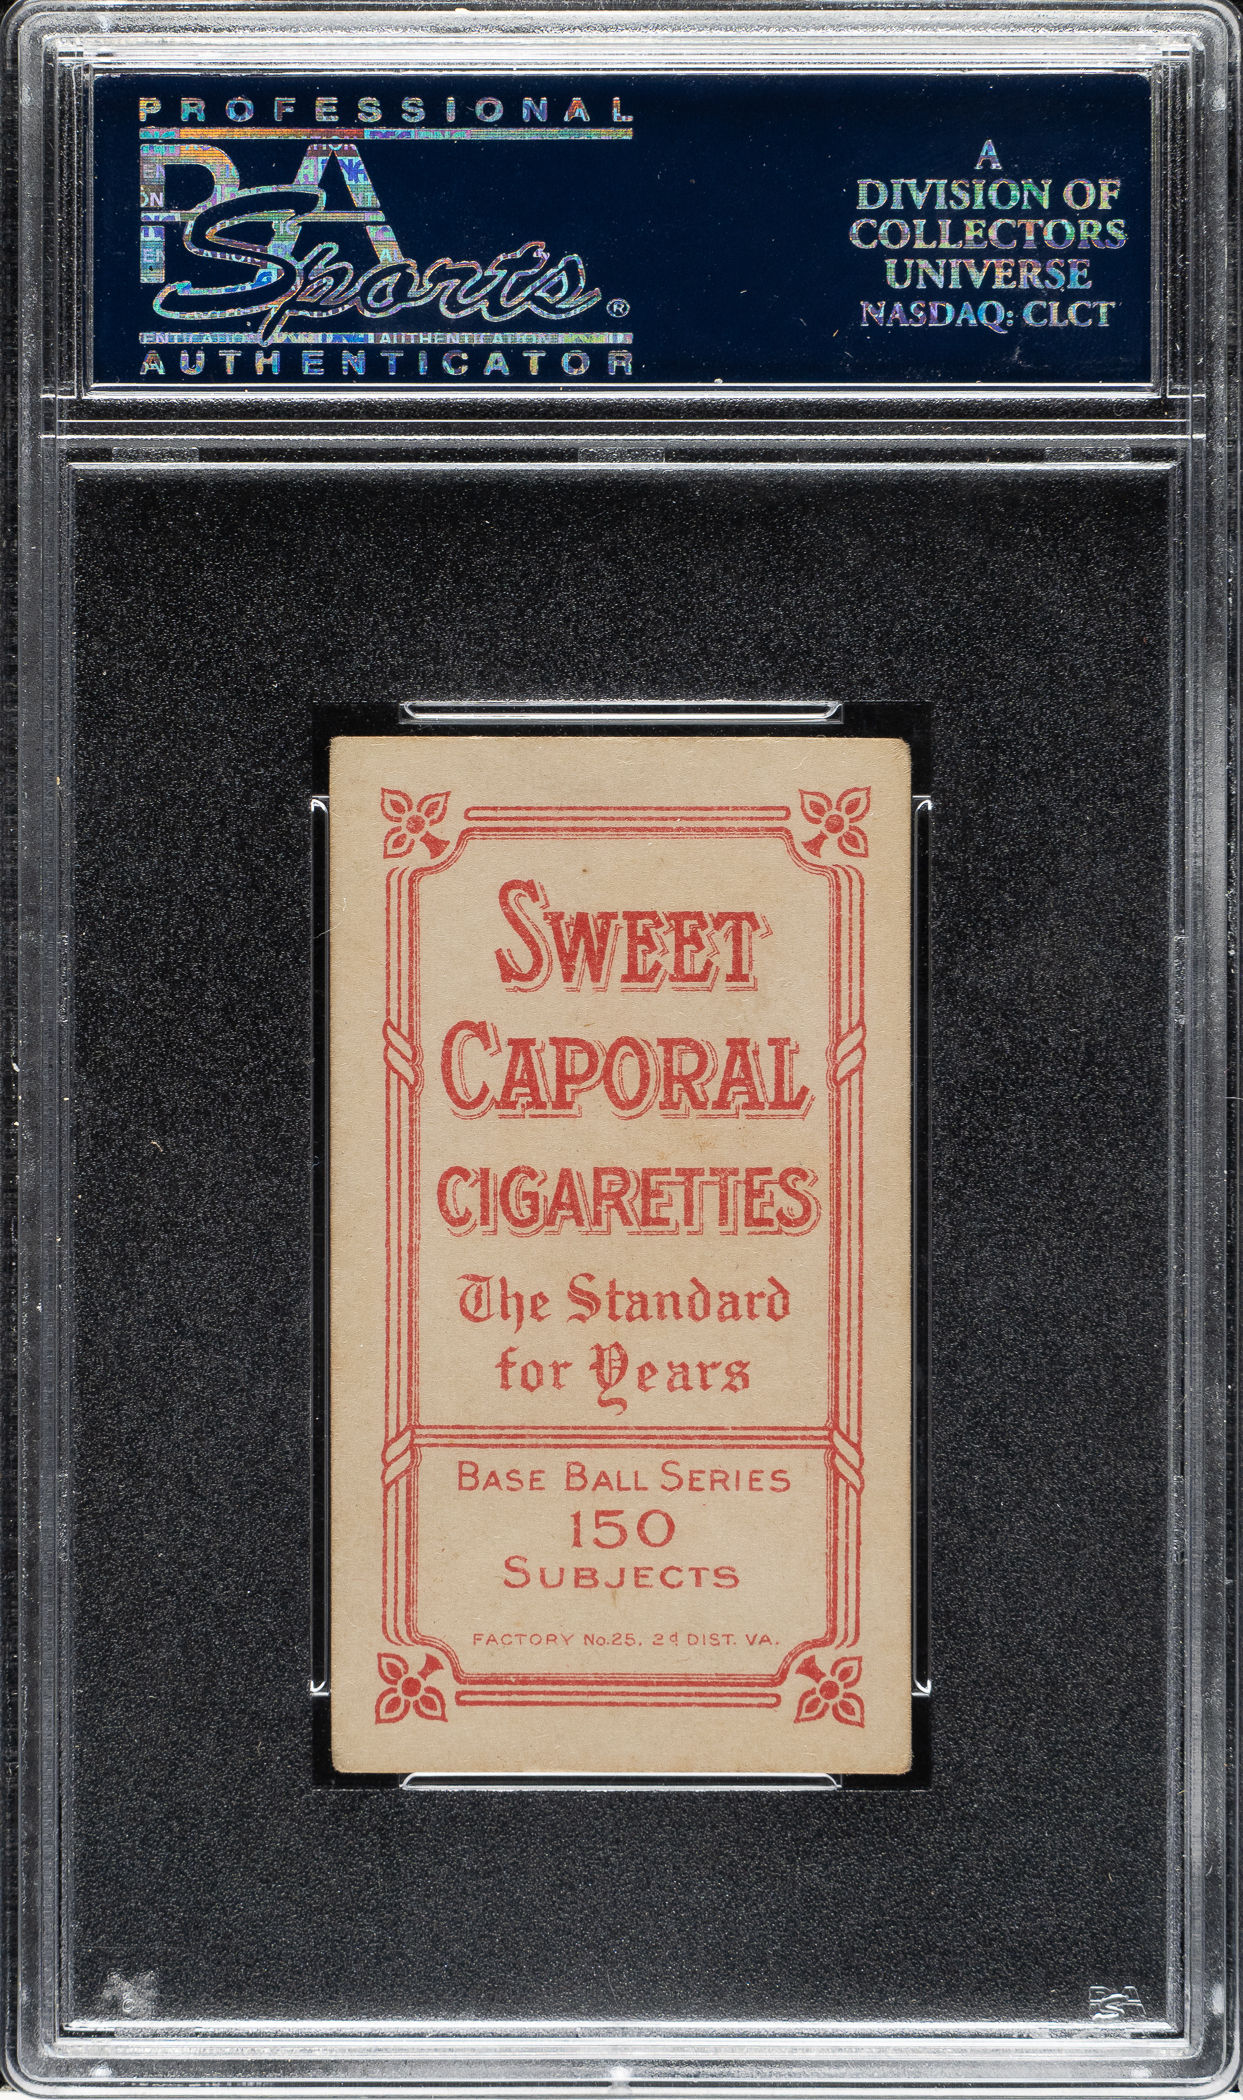 PROFESSIONAL
PSA
Sports®
AUTHENTICATOR
A
DIVISION OF
COLLECTORS
UNIVERSE
NASDAQ: CLCT
SWEET
CAPORAL
CIGARETTES
The Standard
for Years
BASE BALL SERIES
150
SUBJECTS
FACTORY No. 25, 2d DIST. VA.
PSA